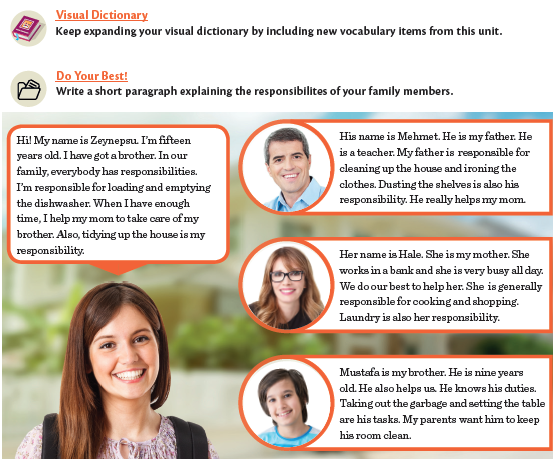 Visual Dictionary
Keep expanding your visual dictionary by including new vocabulary items from this unit.
Do Your Best!
Write a short paragraph explaining the responsibilites of your family members.
Hi! My name is Zeynepsu. I'm fifteen
years old. I have got a brother. In our
family, everybody has responsibilities.
I'm responsible for loading and emptying
the dishwasher. When I have enough
time, I help my mom to take care of my
brother. Also, tidying up the house is my
responsibility.
His name is Mehmet. He is my father. He
is a teacher. My father is responsible for
cleaning up the house and ironing the
clothes. Dusting the shelves is also his
responsibility. He really helps my mom.
Her name is Hale. She is my mother. She
works in a bank and she is very busy all day.
We do our best to help her. She is generally
responsible for cooking and shopping.
Laundry is also her responsibility.
Mustafa is my brother. He is nine years
old. He also helps us. He knows his duties.
Taking out the garbage and setting the table
are his tasks. My parents want him to keep
his room clean.